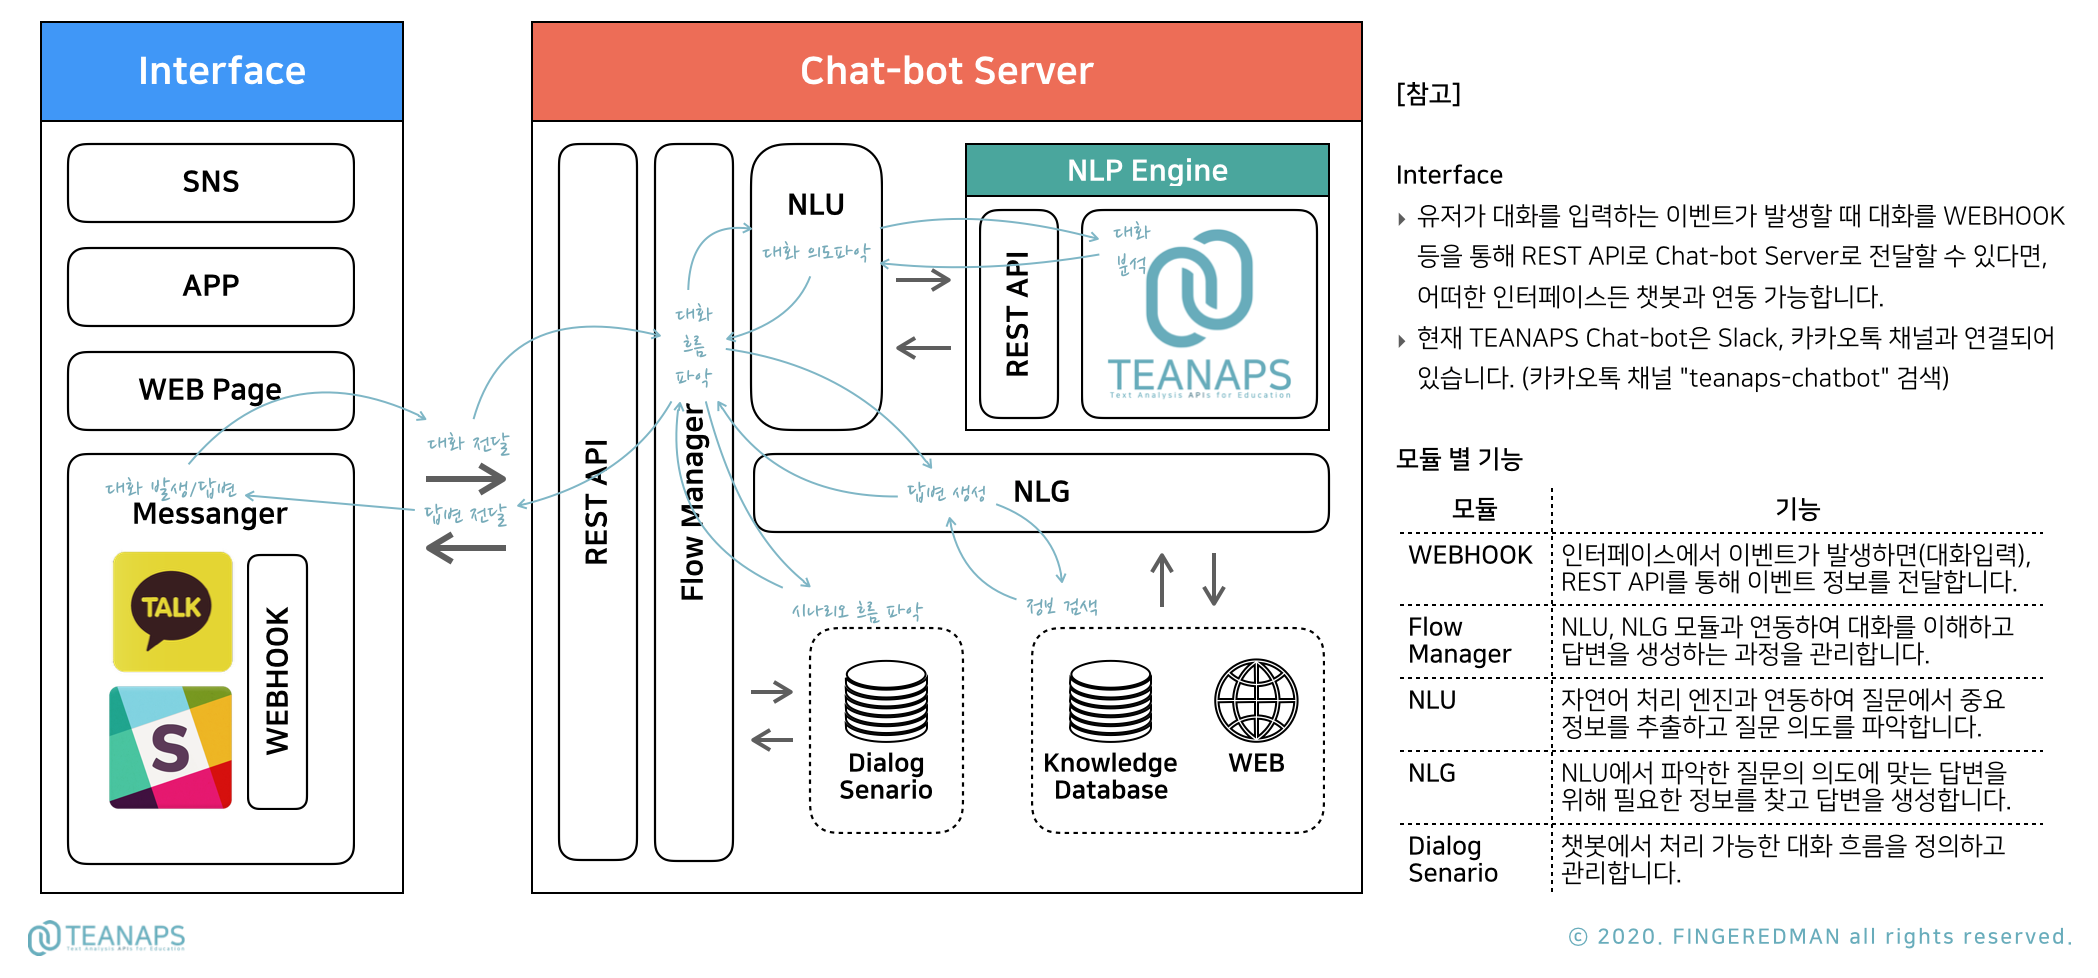 Interface
SNS
APP
WEB Page
대화 발생/답변
Messanger
TALK
S
WEBHOOK
대화 전달
답변 전달
Chat-bot Server
REST API
대화
흐름
파악
Flow Manager
NLU
대화 의도파악
NLP Engine
REST API
대화
분석
TEANAPS
Text Analysis APIs for Education
답변 생성
NLG
시나리오 흐름 파악
정보 검색
Dialog
Senario
Knowledge
Database
WEB
[참고]
Interface
유저가 대화를 입력하는 이벤트가 발생할 때 대화를 WEBHOOK
등을 통해 REST API로 Chat-bot Server로 전달할 수 있다면,
어떠한 인터페이스든 챗봇과 연동 가능합니다.
현재 TEANAPS Chat-bot은 Slack, 카카오톡 채널과 연결되어
있습니다. (카카오톡 채널 "teanaps-chatbot" 검색)
모듈 별 기능
모듈 기능
WEBHOOK 인터페이스에서 이벤트가 발생하면(대화입력),
REST API를 통해 이벤트 정보를 전달합니다.
Flow NLU, NLG 모듈과 연동하여 대화를 이해하고
Manager 답변을 생성하는 과정을 관리합니다.
NLU 자연어 처리 엔진과 연동하여 질문에서 중요
정보를 추출하고 질문 의도를 파악합니다.
NLG NLU에서 파악한 질문의 의도에 맞는 답변을
위해 필요한 정보를 찾고 답변을 생성합니다.
Dialog 챗봇에서 처리 가능한 대화 흐름을 정의하고
Senario 관리합니다.
TEANAPS
Text Analysis APIs for Education
© 2020. FINGEREDMAN all rights reserved.